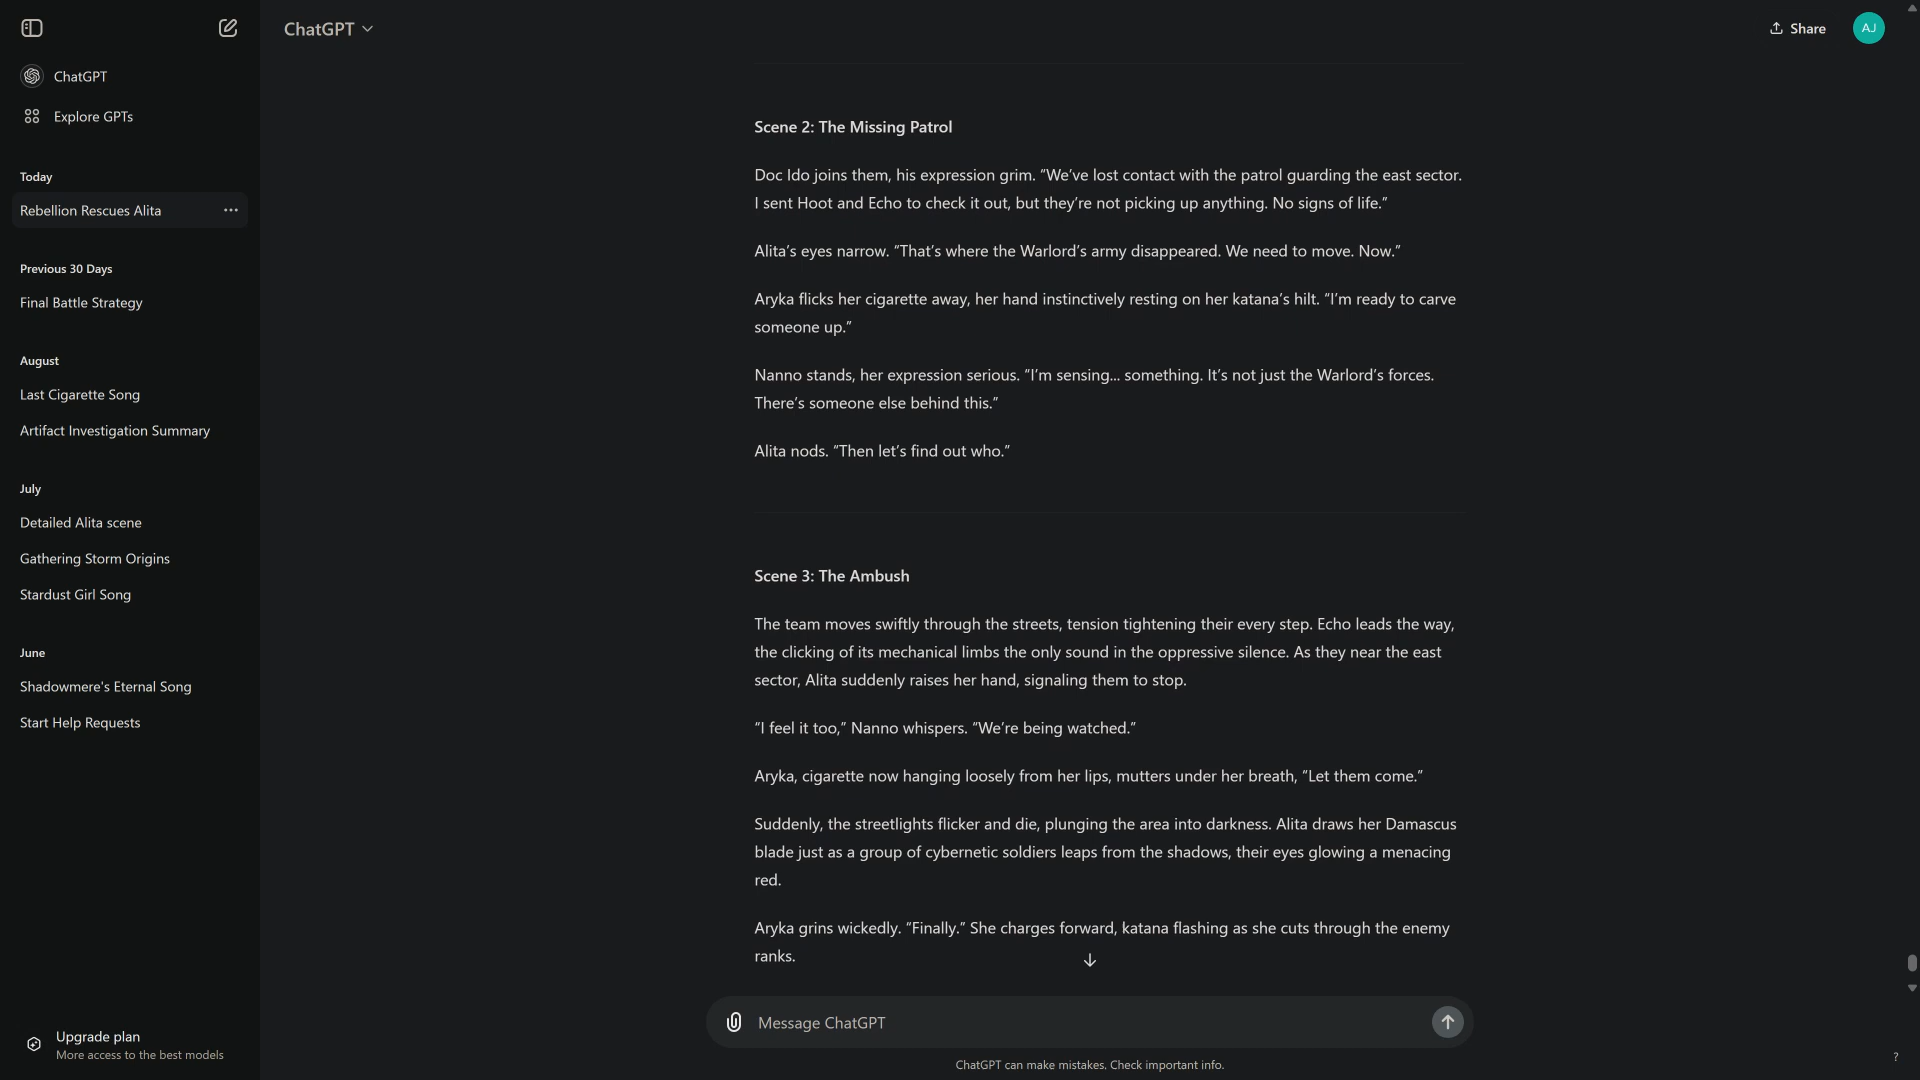 ChatGPT
Share
AJ
ChatGPT
Explore GPTs
Today
Rebellion Rescues Alita
Previous 30 Days
Final Battle Strategy
August
Last Cigarette Song
Artifact Investigation Summary
July
Detailed Alita scene
Gathering Storm Origins
Stardust Girl Song
June
Shadowmere's Eternal Song
Start Help Requests
Upgrade plan
More access to the best models
Scene 2: The Missing Patrol
Doc Ido joins them, his expression grim. “We’ve lost contact with the patrol guarding the east sector.
I sent Hoot and Echo to check it out, but they’re not picking up anything. No signs of life.”
Alita’s eyes narrow. “That’s where the Warlord’s army disappeared. We need to move. Now.”
Aryka flicks her cigarette away, her hand instinctively resting on her katana’s hilt. “I’m ready to carve
someone up.”
Nanno stands, her expression serious. “I’m sensing... something. It’s not just the Warlord’s forces.
There’s someone else behind this.”
Alita nods. “Then let’s find out who.”
Scene 3: The Ambush
The team moves swiftly through the streets, tension tightening their every step. Echo leads the way,
the clicking of its mechanical limbs the only sound in the oppressive silence. As they near the east
sector, Alita suddenly raises her hand, signaling them to stop.
“I feel it too,” Nanno whispers. “We’re being watched.”
Aryka, cigarette now hanging loosely from her lips, mutters under her breath, “Let them come.”
Suddenly, the streetlights flicker and die, plunging the area into darkness. Alita draws her Damascus
blade just as a group of cybernetic soldiers leaps from the shadows, their eyes glowing a menacing
red.
Aryka grins wickedly. “Finally.” She charges forward, katana flashing as she cuts through the enemy
ranks.
Message ChatGPT
ChatGPT can make mistakes. Check important info.
?